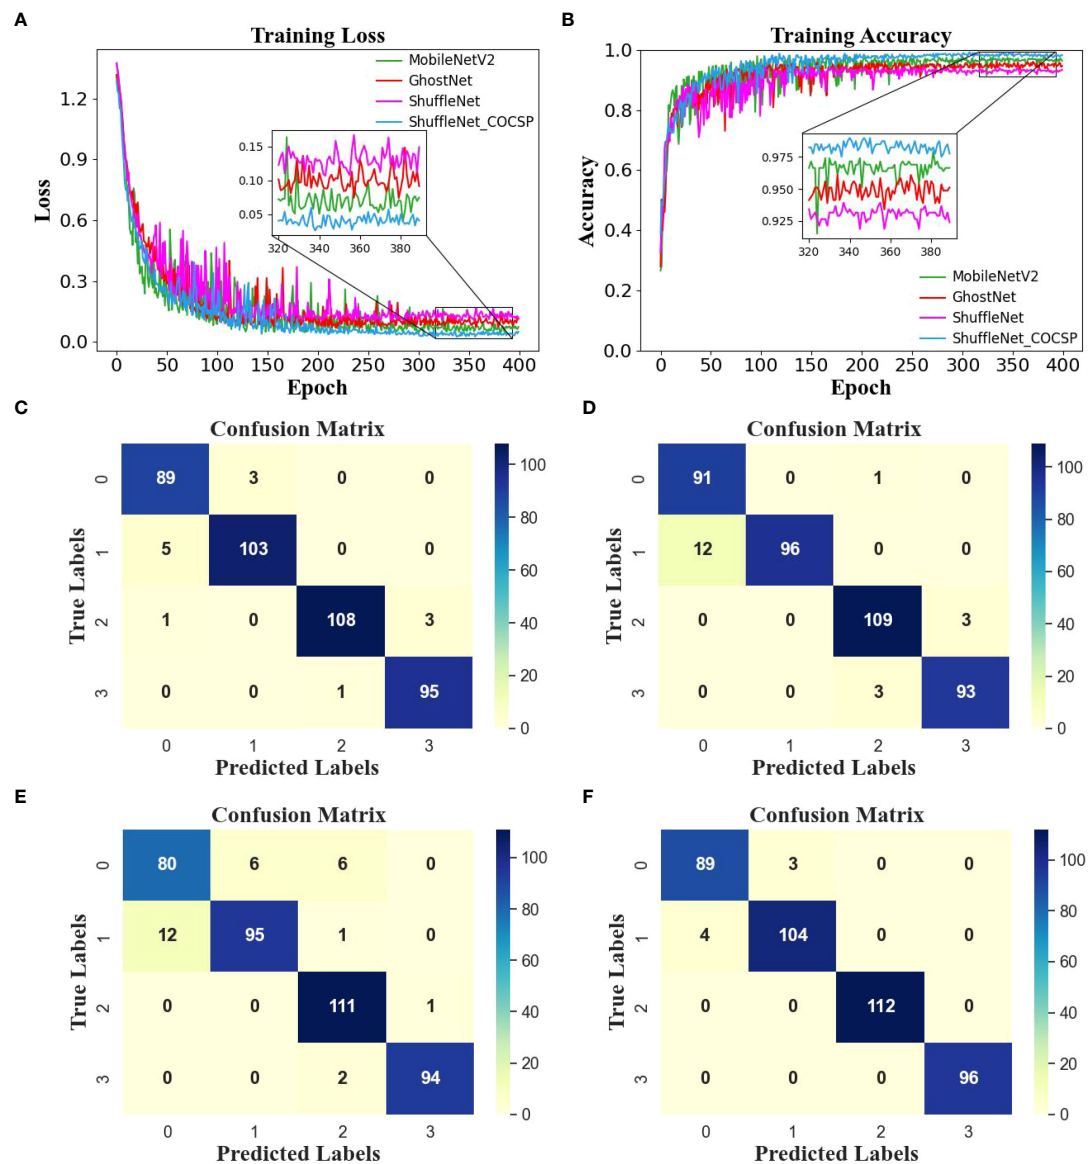 A
Training Loss
1.2
0.9
0.6
0.3
0.0
Loss
MobileNetV2
GhostNet
ShuffleNet
ShuffleNet_COCSP
0.15
0.10
0.05
320 340 360 380
0 50 100 150 200 250 300 350 400
Epoch
B
Training Accuracy
1.0
0.8
0.6
0.4
0.2
0.0
Accuracy
0.975
0.950
0.925
320 340 360 380
MobileNetV2
GhostNet
ShuffleNet
ShuffleNet_COCSP
0 50 100 150 200 250 300 350 400
Epoch
C
Confusion Matrix
True Labels
0 89 3 0 0
1 5 103 0 0
2 1 0 108 3
3 0 0 1 95
0 1 2 3
Predicted Labels
100
80
60
40
20
0
D
Confusion Matrix
True Labels
0 91 0 1 0
1 12 96 0 0
2 0 0 109 3
3 0 0 3 93
0 1 2 3
Predicted Labels
100
80
60
40
20
0
E
Confusion Matrix
True Labels
0 80 6 6 0
1 12 95 1 0
2 0 0 111 1
3 0 0 2 94
0 1 2 3
Predicted Labels
100
80
60
40
20
0
F
Confusion Matrix
True Labels
0 89 3 0 0
1 4 104 0 0
2 0 0 112 0
3 0 0 0 96
0 1 2 3
Predicted Labels
100
80
60
40
20
0